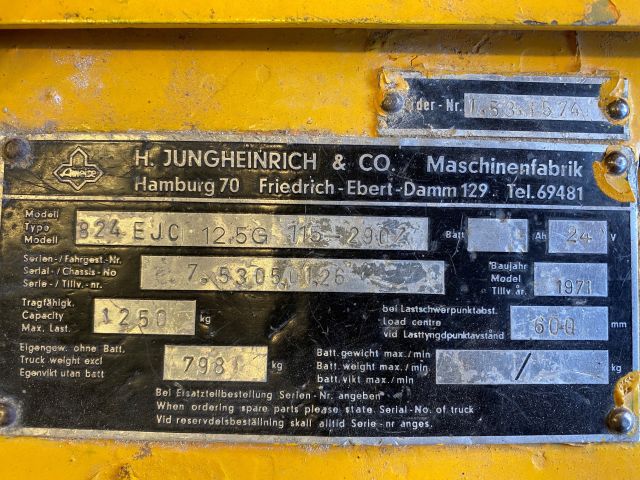 Order-Nr. 1.53.1574
Ameise
H. JUNGHEINRICH & CO. Maschinenfabrik
Hamburg 70 Friedrich-Ebert-Damm 129 Tel. 69481
Modell
Type
Modell
824 EJC 12.5G 115-290Z
Batt
Ah
24 V
Serien-/Fahrgest.-Nr.
Serial-/Chassis-No
Serie-/Tillv.-nr.
7.5305.0126
Baujahr
Model
Tillv år.
1971
Tragfähigk.
Capacity
Max. Last.
1250 kg
bei Lastschwerpunktabst.
Load centre
vid Lasttyngdpunktavstånd
600 mm
Eigengew. ohne Batt.
Truck weight excl
Egenvikt utan batt
798 kg
Batt. gewicht max./min
Batt. weight max./min
batt. vikt max./min
/ kg
Bei Ersatzteilbestellung Serien-Nr. angeben
When ordering spare parts please state Serial-No. of truck
Vid reservdelsbeställning skall alltid Serie-nr anges.